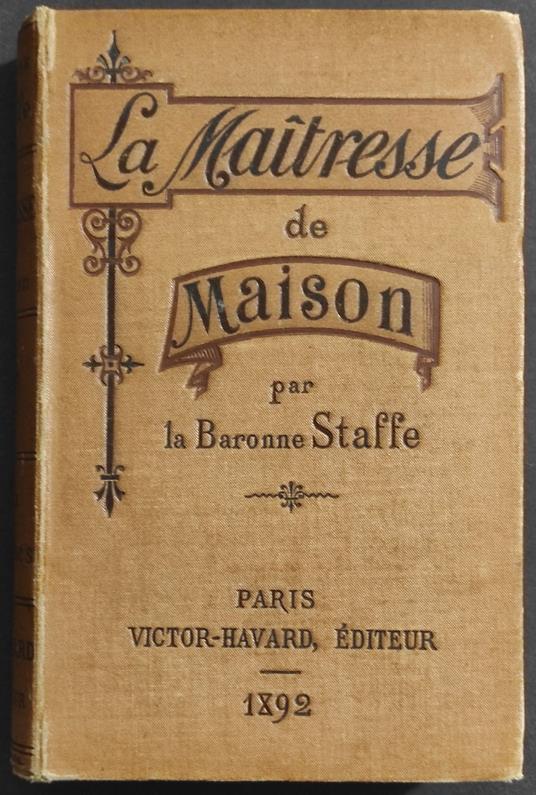 La Maîtresse
de
Maison
par
la Baronne Staffe
PARIS
VICTOR-HAVARD, ÉDITEUR
1892